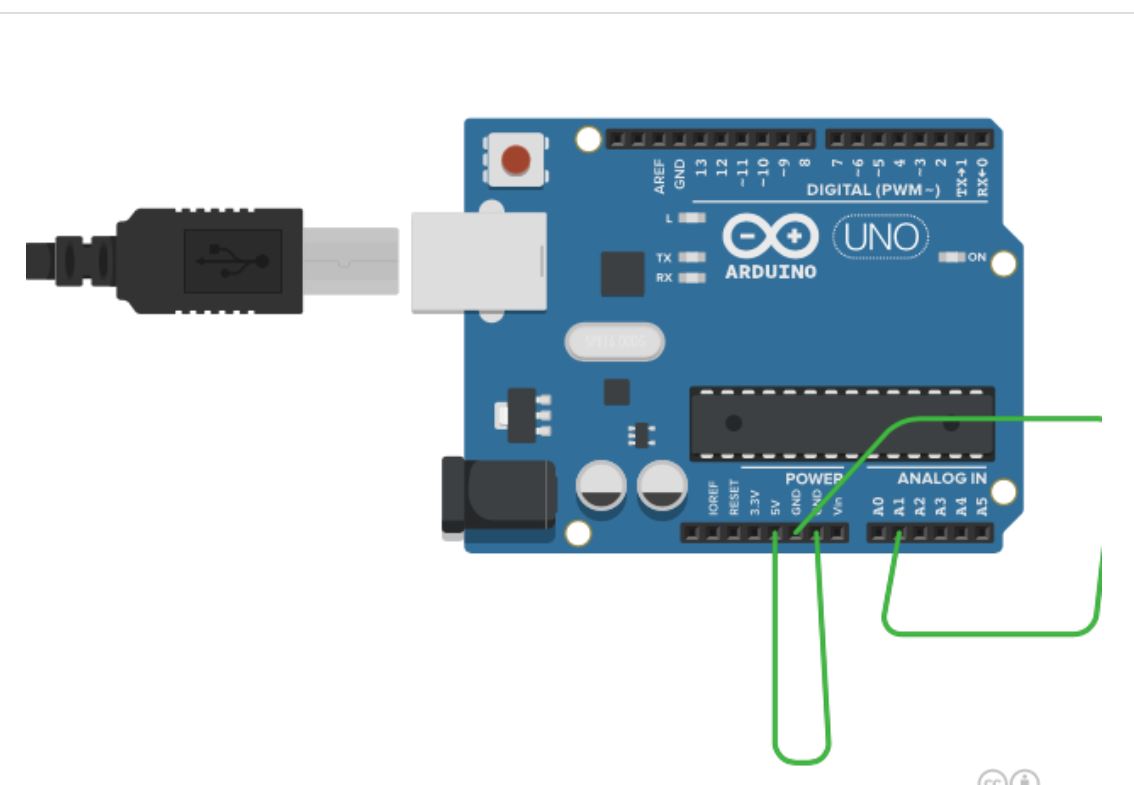 AREF
GND
13
12
~11
~10
~9
8
7
~6
~5
4
~3
2
TX→1
RX←0
DIGITAL (PWM~)
L
TX
RX
ARDUINO
UNO
ON
POWER
ANALOG IN
IOREF
RESET
3.3V
5V
GND
GND
Vin
A0
A1
A2
A3
A4
A5
cc